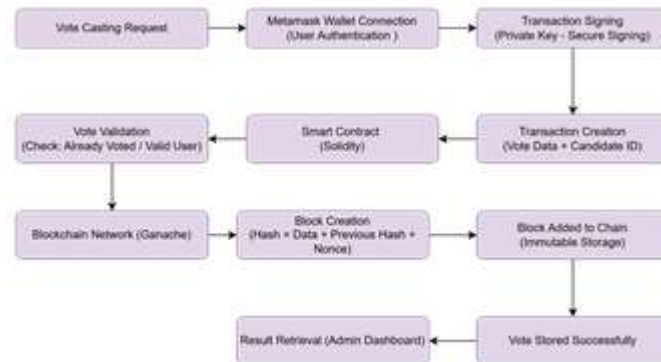 Vote Casting Request
Metamask Wallet Connection
(User Authentication )
Transaction Signing
(Private Key - Secure Signing)
Transaction Creation
(Vote Data + Candidate ID)
Smart Contract
(Solidity)
Vote Validation
(Check: Already Voted / Valid User)
Blockchain Network (Ganache)
Block Creation
(Hash + Data + Previous Hash +
Nonce)
Block Added to Chain
(Immutable Storage)
Vote Stored Successfully
Result Retrieval (Admin Dashboard)